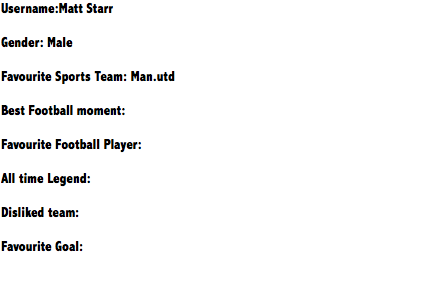 Username:Matt Starr
Gender: Male
Favourite Sports Team: Man.utd
Best Football moment:
Favourite Football Player:
All time Legend:
Disliked team:
Favourite Goal: